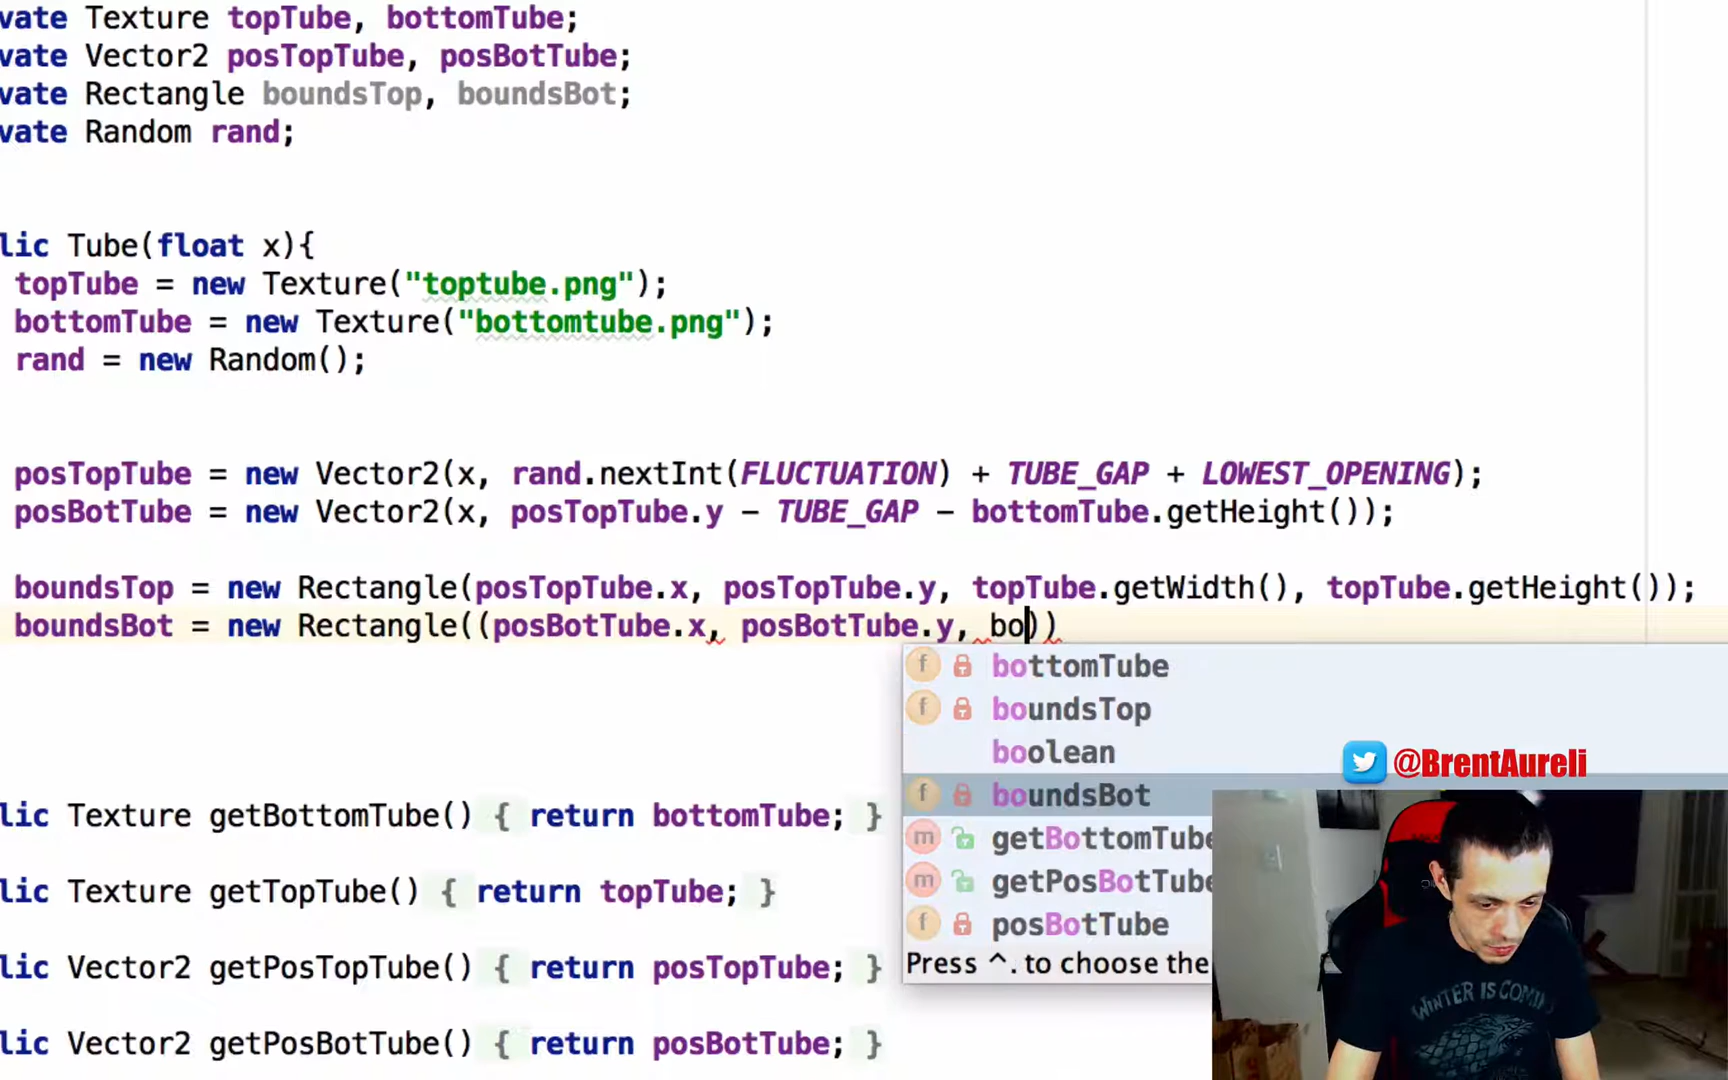 vate Texture topTube, bottomTube;
vate Vector2 posTopTube, posBotTube;
vate Rectangle boundsTop, boundsBot;
vate Random rand;
lic Tube(float x){
topTube = new Texture("toptube.png");
bottomTube = new Texture("bottomtube.png");
rand = new Random();
posTopTube = new Vector2(x, rand.nextInt(FLUCTUATION) + TUBE_GAP + LOWEST_OPENING);
posBotTube = new Vector2(x, posTopTube.y - TUBE_GAP - bottomTube.getHeight());
boundsTop = new Rectangle(posTopTube.x, posTopTube.y, topTube.getWidth(), topTube.getHeight());
boundsBot = new Rectangle((posBotTube.x, posBotTube.y, bo))
bottomTube
boundsTop
boolean
boundsBot
getBottomTube
getPosBotTube
posBotTube
Press ^. to choose the
@BrentAureli
lic Texture getBottomTube() { return bottomTube; }
lic Texture getTopTube() { return topTube; }
lic Vector2 getPosTopTube() { return posTopTube; }
lic Vector2 getPosBotTube() { return posBotTube; }
WINTER IS COMING